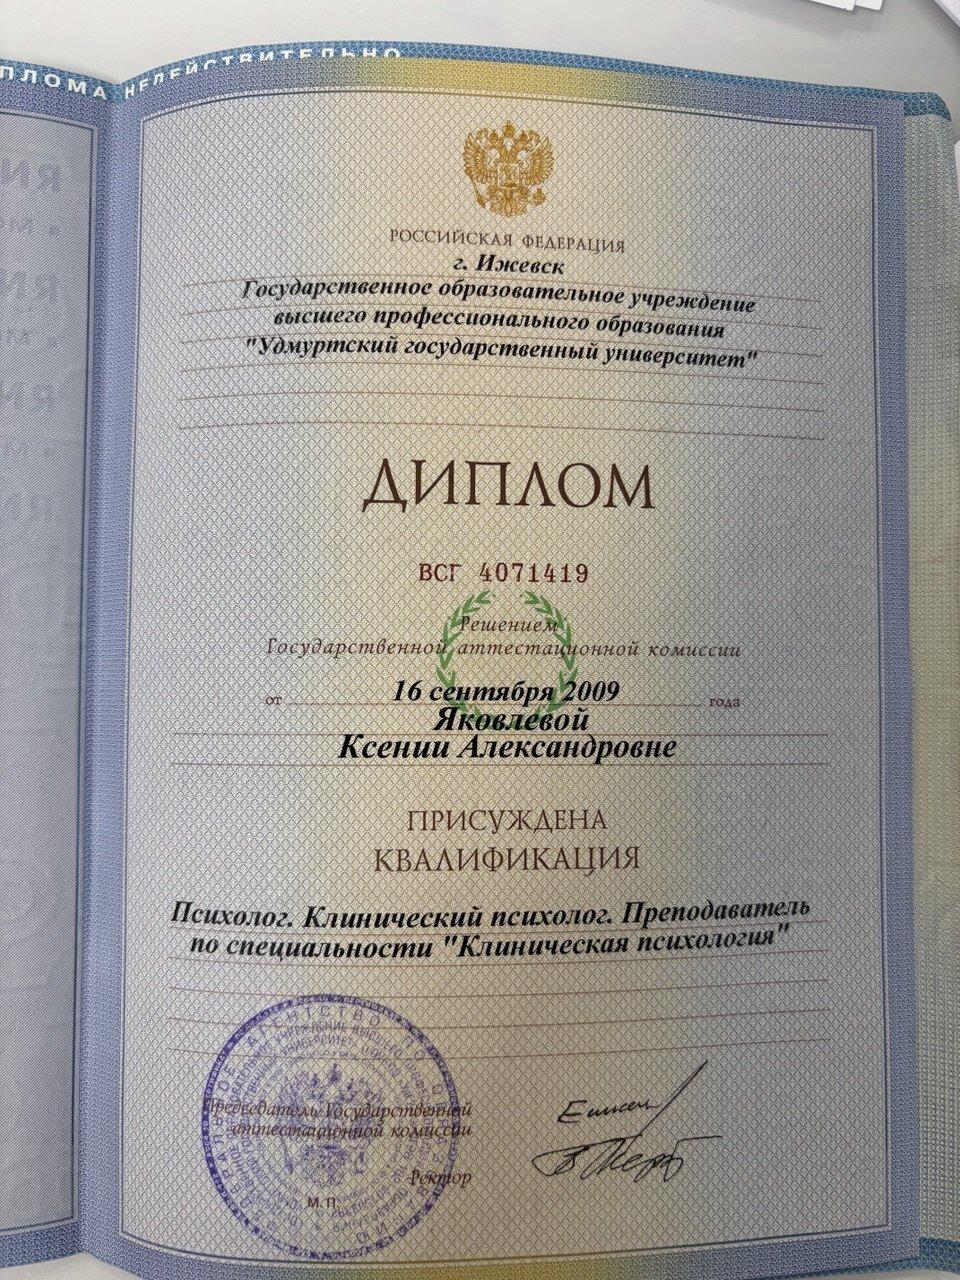 ПЛОМА НЕДЕЙСТВИТЕЛЬНО
РОССИЙСКАЯ ФЕДЕРАЦИЯ
г. Ижевск
Государственное образовательное учреждение
высшего профессионального образования
"Удмуртский государственный университет"
ДИПЛОМ
ВСГ 4071419
Решением
Государственной аттестационной комиссии
от 16 сентября 2009 года
Яковлевой
Ксении Александровне
ПРИСУЖДЕНА
КВАЛИФИКАЦИЯ
Психолог. Клинический психолог. Преподаватель
по специальности "Клиническая психология"
Председатель Государственной
аттестационной комиссии
Ректор
М.П.